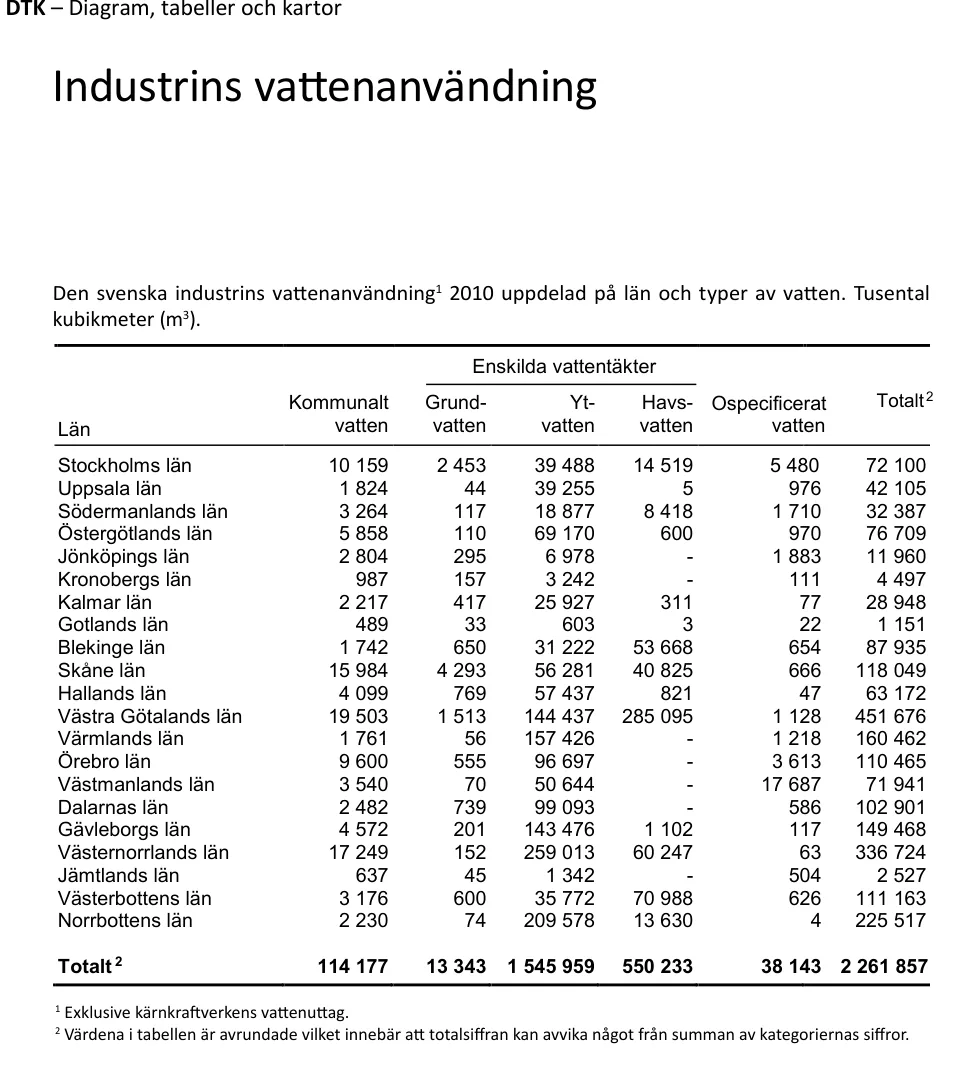 DTK – Diagram, tabeller och kartor
Industrins vattenanvändning
Den svenska industrins vattenanvändning¹ 2010 uppdelad på län och typer av vatten. Tusental
kubikmeter (m³).
Enskilda vattentäkter
Kommunalt Grund- Yt- Havs- Ospecificerat Totalt²
Län vatten vatten vatten vatten vatten
Stockholms län 10 159 2 453 39 488 14 519 5 480 72 100
Uppsala län 1 824 44 39 255 5 976 42 105
Södermanlands län 3 264 117 18 877 8 418 1 710 32 387
Östergötlands län 5 858 110 69 170 600 970 76 709
Jönköpings län 2 804 295 6 978 - 1 883 11 960
Kronobergs län 987 157 3 242 - 111 4 497
Kalmar län 2 217 417 25 927 311 77 28 948
Gotlands län 489 33 603 3 22 1 151
Blekinge län 1 742 650 31 222 53 668 654 87 935
Skåne län 15 984 4 293 56 281 40 825 666 118 049
Hallands län 4 099 769 57 437 821 47 63 172
Västra Götalands län 19 503 1 513 144 437 285 095 1 128 451 676
Värmlands län 1 761 56 157 426 - 1 218 160 462
Örebro län 9 600 555 96 697 - 3 613 110 465
Västmanlands län 3 540 70 50 644 - 17 687 71 941
Dalarnas län 2 482 739 99 093 - 586 102 901
Gävleborgs län 4 572 201 143 476 1 102 117 149 468
Västernorrlands län 17 249 152 259 013 60 247 63 336 724
Jämtlands län 637 45 1 342 - 504 2 527
Västerbottens län 3 176 600 35 772 70 988 626 111 163
Norrbottens län 2 230 74 209 578 13 630 4 225 517
Totalt² 114 177 13 343 1 545 959 550 233 38 143 2 261 857
¹ Exklusive kärnkraftverkens vattenuttag.
² Värdena i tabellen är avrundade vilket innebär att totalsiffran kan avvika något från summan av kategoriernas siffror.